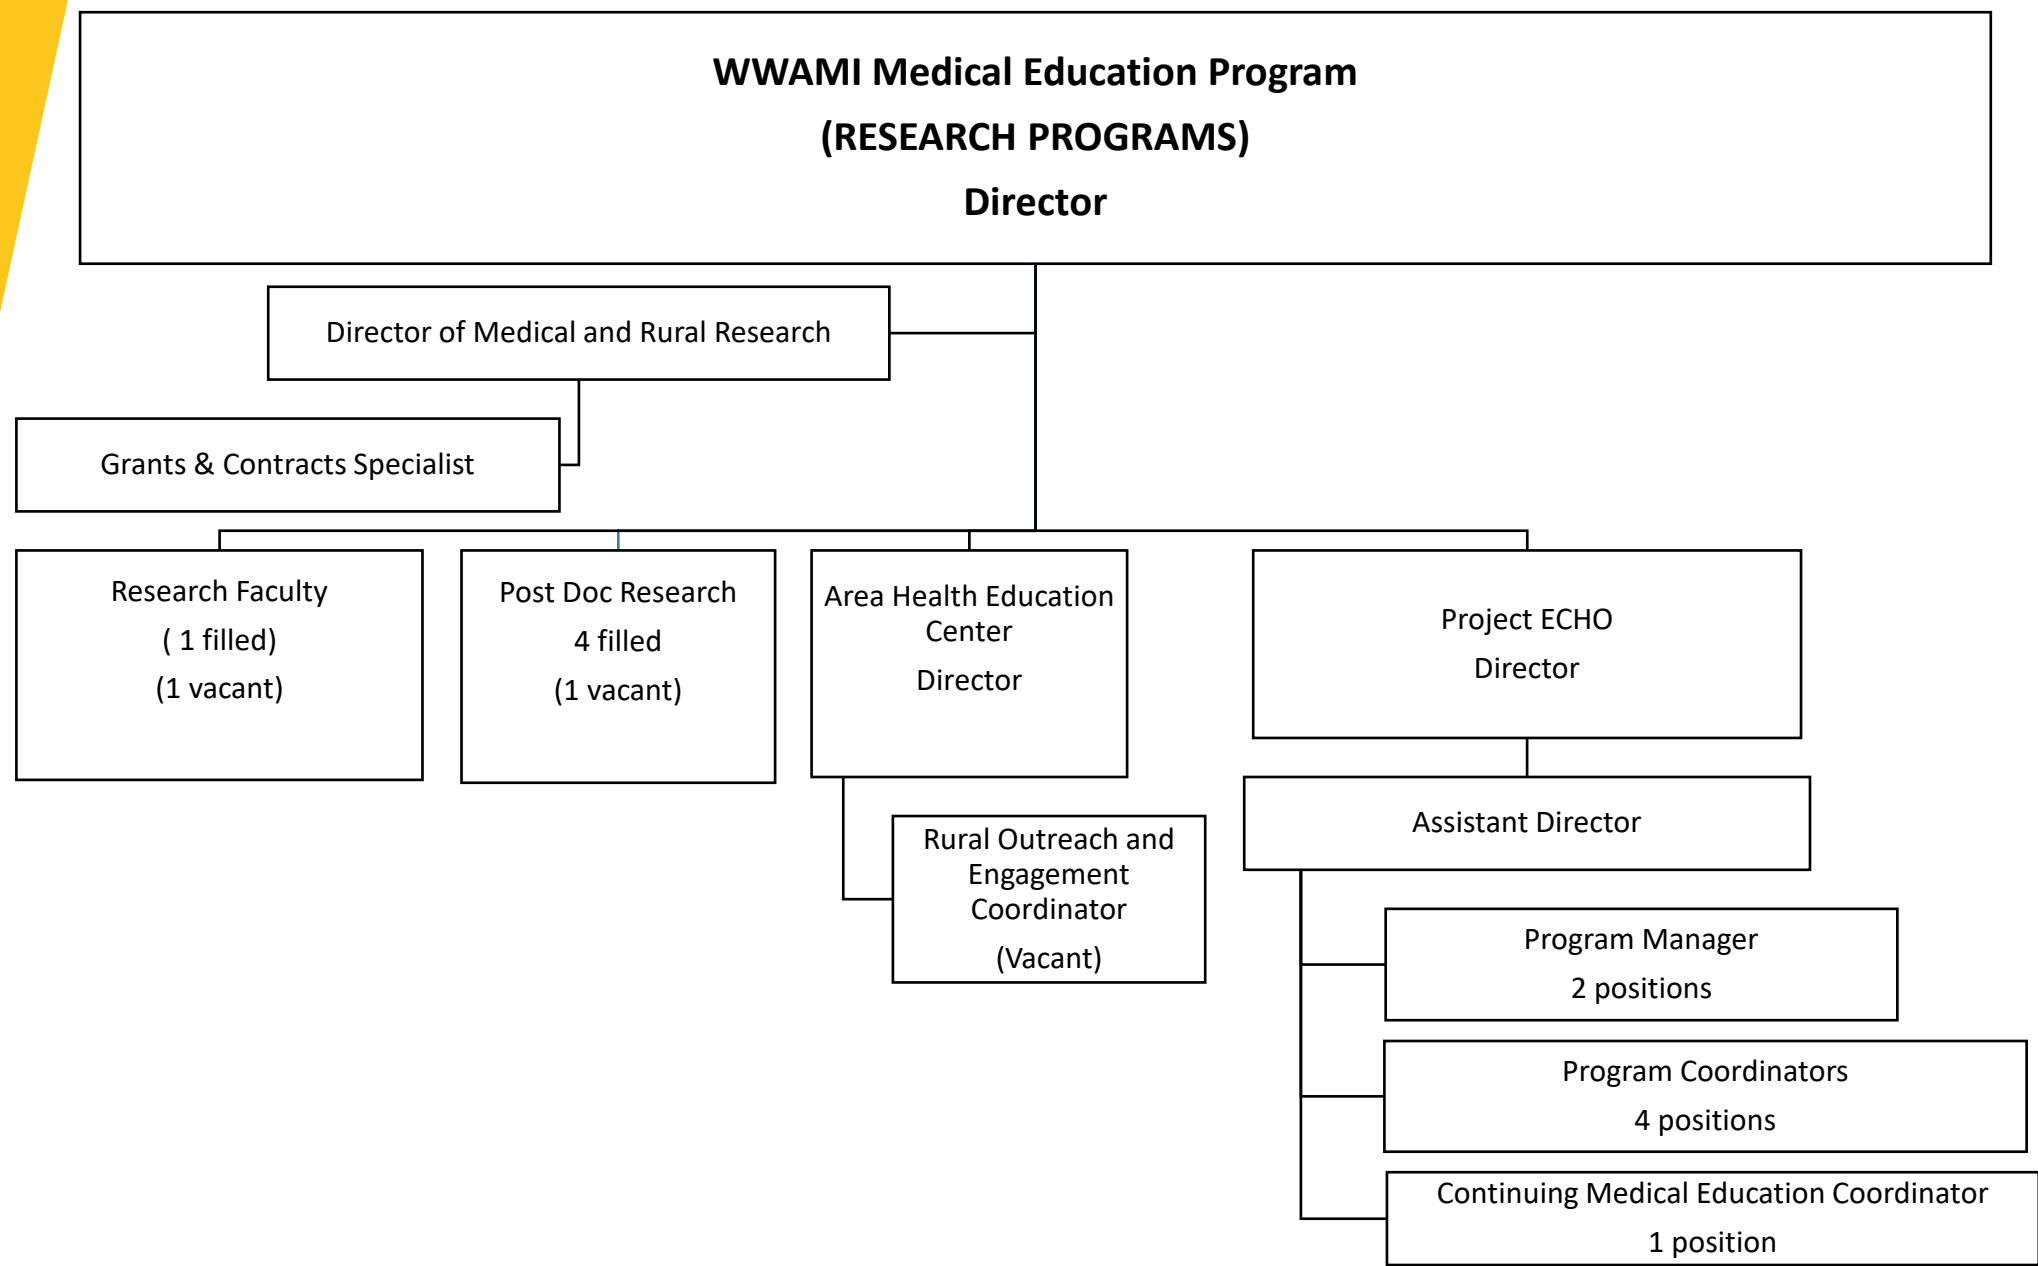 WWAMI Medical Education Program
(RESEARCH PROGRAMS)
Director
Director of Medical and Rural Research
Grants & Contracts Specialist
Research Faculty
( 1 filled)
(1 vacant)
Post Doc Research
4 filled
(1 vacant)
Area Health Education
Center
Director
Project ECHO
Director
Assistant Director
Rural Outreach and
Engagement
Coordinator
(Vacant)
Program Manager
2 positions
Program Coordinators
4 positions
Continuing Medical Education Coordinator
1 position